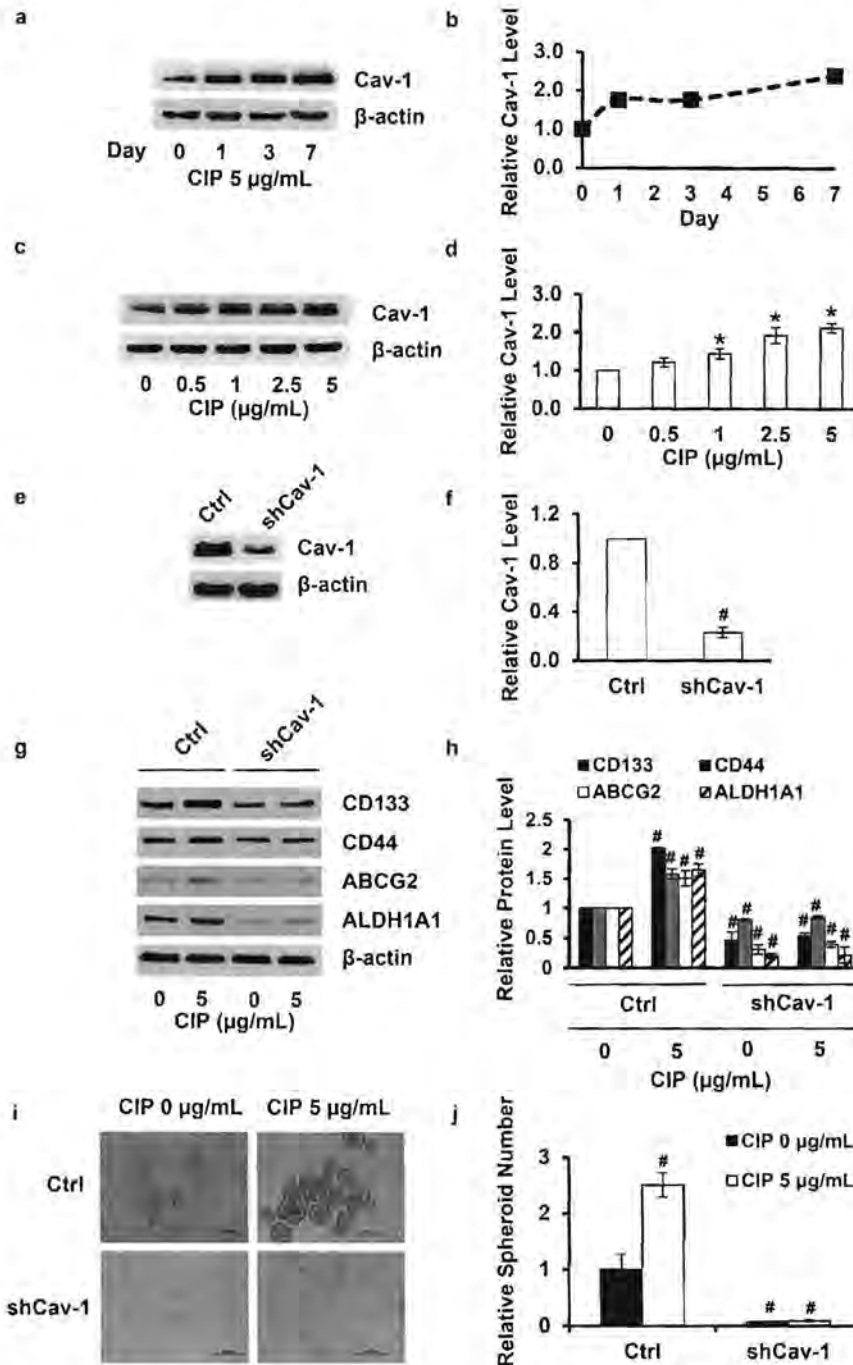 a
Cav-1
β-actin
Day 0 1 3 7
CIP 5 µg/mL
b
Relative Cav-1 Level
3.0
2.0
1.0
0.0
0 1 2 3 4 5 6 7
Day
c
Cav-1
β-actin
0 0.5 1 2.5 5
CIP (µg/mL)
d
Relative Cav-1 Level
3.0
2.0
1.0
0.0
* * *
0 0.5 1 2.5 5
CIP (µg/mL)
e
Ctrl shCav-1
Cav-1
β-actin
f
Relative Cav-1 Level
1.2
0.8
0.4
0.0
#
Ctrl shCav-1
g
Ctrl shCav-1
CD133
CD44
ABCG2
ALDH1A1
β-actin
0 5 0 5
CIP (µg/mL)
h
CD133 CD44
ABCG2 ALDH1A1
Relative Protein Level
2.5
2
1.5
1
0.5
0
# # # # # # # # # # # #
Ctrl shCav-1
0 5 0 5
CIP (µg/mL)
i
CIP 0 µg/mL CIP 5 µg/mL
Ctrl
shCav-1
j
CIP 0 µg/mL
CIP 5 µg/mL
Relative Spheroid Number
3
2
1
0
# # #
Ctrl shCav-1